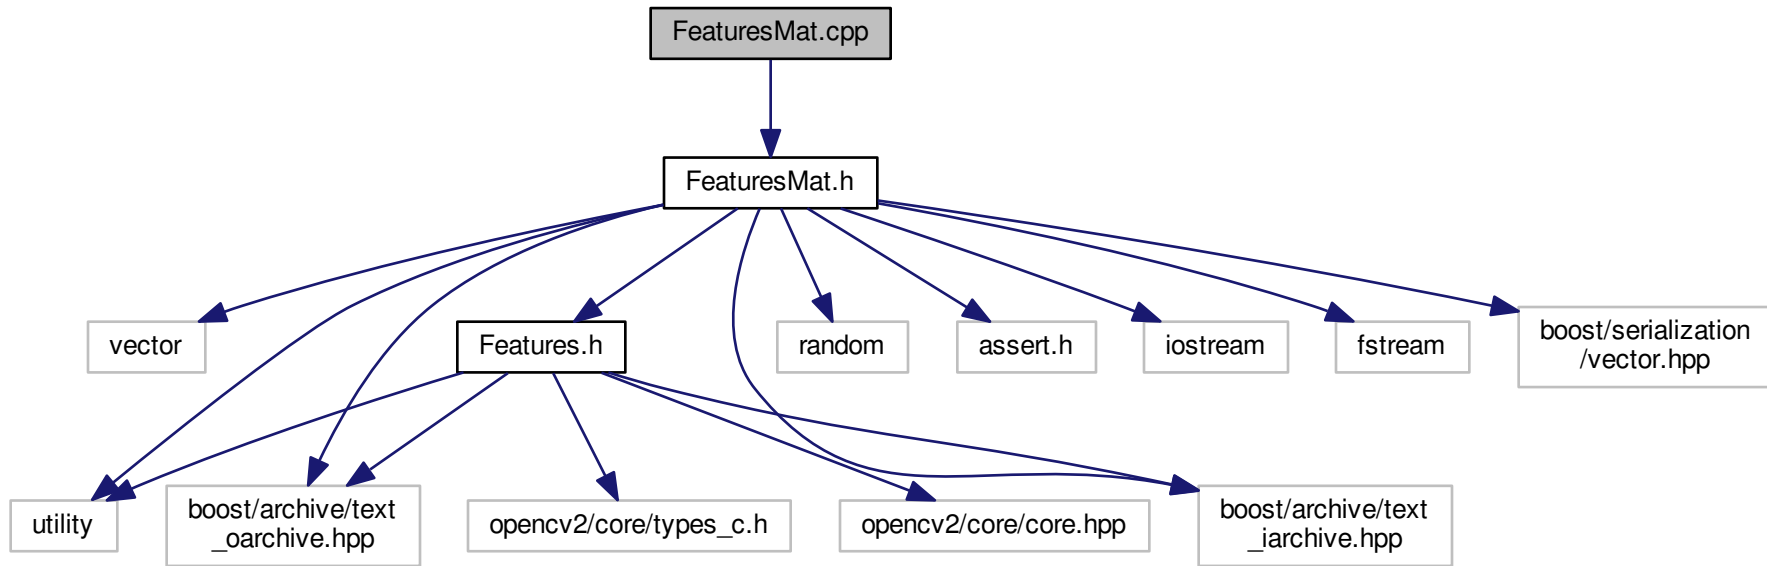 FeaturesMat.cpp
FeaturesMat.h
vector
Features.h
random
assert.h
iostream
fstream
boost/serialization
/vector.hpp
utility
boost/archive/text
_oarchive.hpp
opencv2/core/types_c.h
opencv2/core/core.hpp
boost/archive/text
_iarchive.hpp